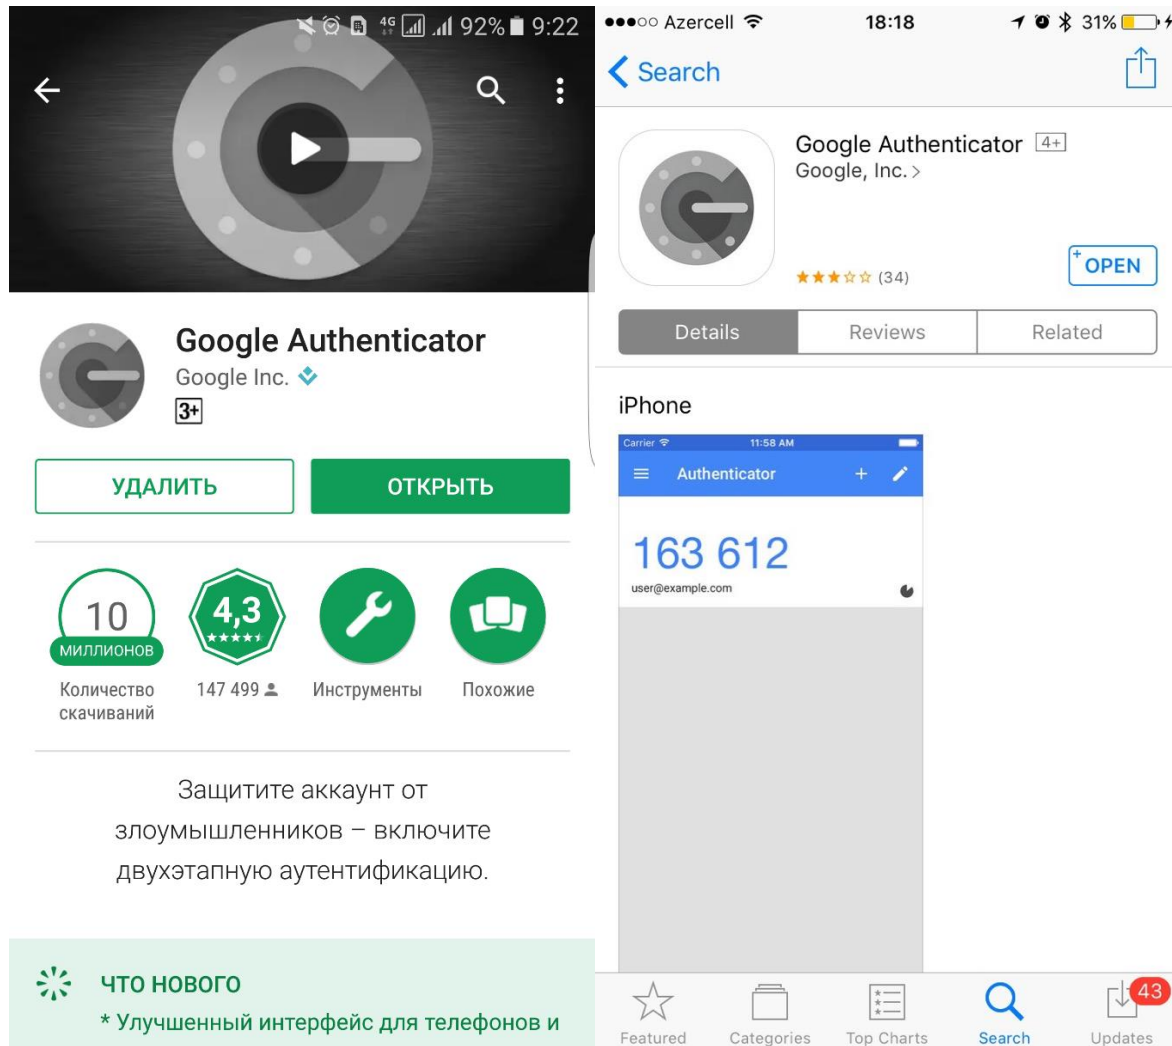 4G 92% 9:22
Google Authenticator
Google Inc.
3+
УДАЛИТЬ
ОТКРЫТЬ
10
МИЛЛИОНОВ
4,3
Количество
скачиваний
147 499
Инструменты
Похожие
Защитите аккаунт от
злоумышленников – включите
двухэтапную аутентификацию.
ЧТО НОВОГО
* Улучшенный интерфейс для телефонов и
Azercell 18:18 31%
Search
Google Authenticator 4+
Google, Inc. >
(34)
+ OPEN
Details Reviews Related
iPhone
Carrier 11:58 AM
Authenticator +
163 612
user@example.com
43
Featured Categories Top Charts Search Updates